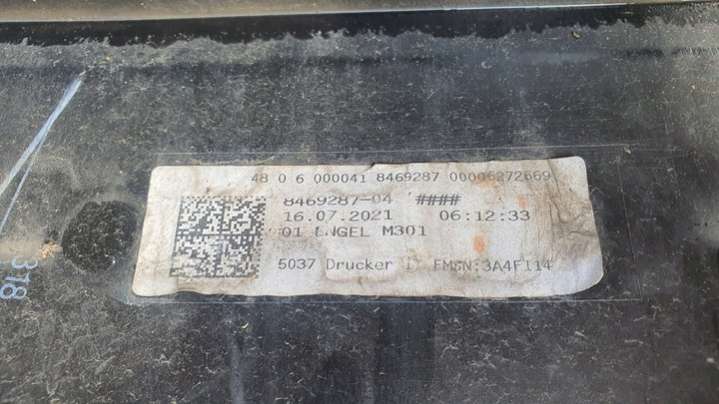 48 0 6 000041 8469287 00006272669
8469287-04 ####
16.07.2021 06:12:33
01 ENGEL M301
5037 Drucker 1 FMSN:3A4FI14
318